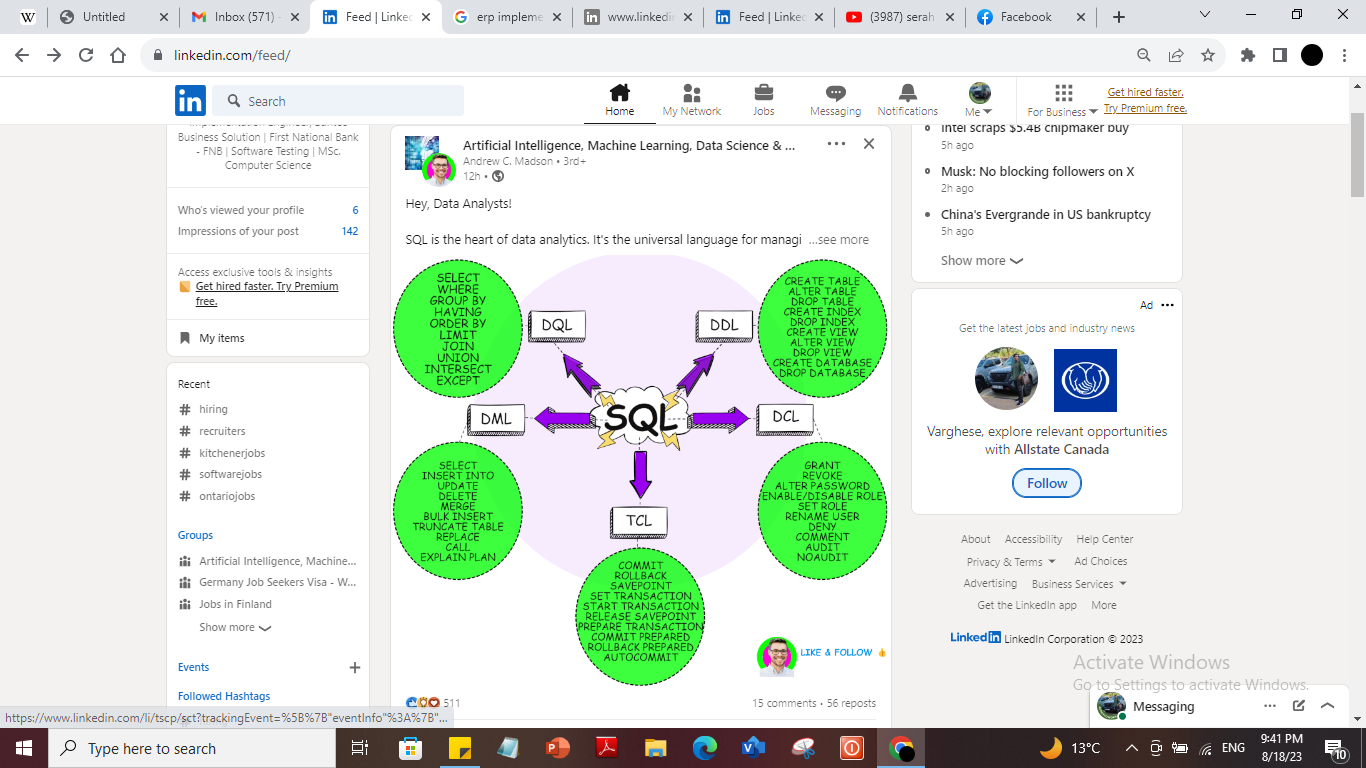 Untitled
Inbox (571) -
Feed | Linke
erp impleme
www.linkedin
Feed | Linke
(3987) serah
Facebook
linkedin.com/feed/
Search
Home
My Network
Jobs
Messaging
Notifications
Me
For Business
Get hired faster.
Try Premium free.
Business Solution | First National Bank
- FNB | Software Testing | MSc.
Computer Science
Who's viewed your profile 6
Impressions of your post 142
Access exclusive tools & insights
Get hired faster. Try Premium
free.
My items
Recent
# hiring
# recruiters
# kitchenerjobs
# softwarejobs
# ontariojobs
Groups
Artificial Intelligence, Machine...
Germany Job Seekers Visa - W...
Jobs in Finland
Show more
Events
Followed Hashtags
Artificial Intelligence, Machine Learning, Data Science & ...
Andrew C. Madson • 3rd+
12h •
Hey, Data Analysts!
SQL is the heart of data analytics. It's the universal language for managi ...see more
SELECT
WHERE
GROUP BY
HAVING
ORDER BY
LIMIT
JOIN
UNION
INTERSECT
EXCEPT
DQL
DDL
CREATE TABLE
ALTER TABLE
DROP TABLE
CREATE INDEX
DROP INDEX
CREATE VIEW
ALTER VIEW
DROP VIEW
CREATE DATABASE
DROP DATABASE
DML
SQL
DCL
SELECT
INSERT INTO
UPDATE
DELETE
MERGE
BULK INSERT
TRUNCATE TABLE
REPLACE
CALL
EXPLAIN PLAN
TCL
GRANT
REVOKE
ALTER PASSWORD
ENABLE/DISABLE ROLE
SET ROLE
RENAME USER
DENY
COMMENT
AUDIT
NOAUDIT
COMMIT
ROLLBACK
SAVEPOINT
SET TRANSACTION
START TRANSACTION
RELEASE SAVEPOINT
PREPARE TRANSACTION
COMMIT PREPARED
ROLLBACK PREPARED
AUTOCOMMIT
LIKE & FOLLOW
511
15 comments • 56 reposts
Intel scraps $5.4B chipmaker buy
5h ago
Musk: No blocking followers on X
2h ago
China's Evergrande in US bankruptcy
5h ago
Show more
Ad
Get the latest jobs and industry news
Varghese, explore relevant opportunities
with Allstate Canada
Follow
About Accessibility Help Center
Privacy & Terms Ad Choices
Advertising Business Services
Get the LinkedIn app More
LinkedIn LinkedIn Corporation © 2023
Activate Windows
Go to Settings to activate Windows.
Messaging
https://www.linkedin.com/li/tscp/sct?trackingEvent=%5B%7B"eventInfo"%3A%7B"...
Type here to search
13°C
ENG
9:41 PM
8/18/23
10